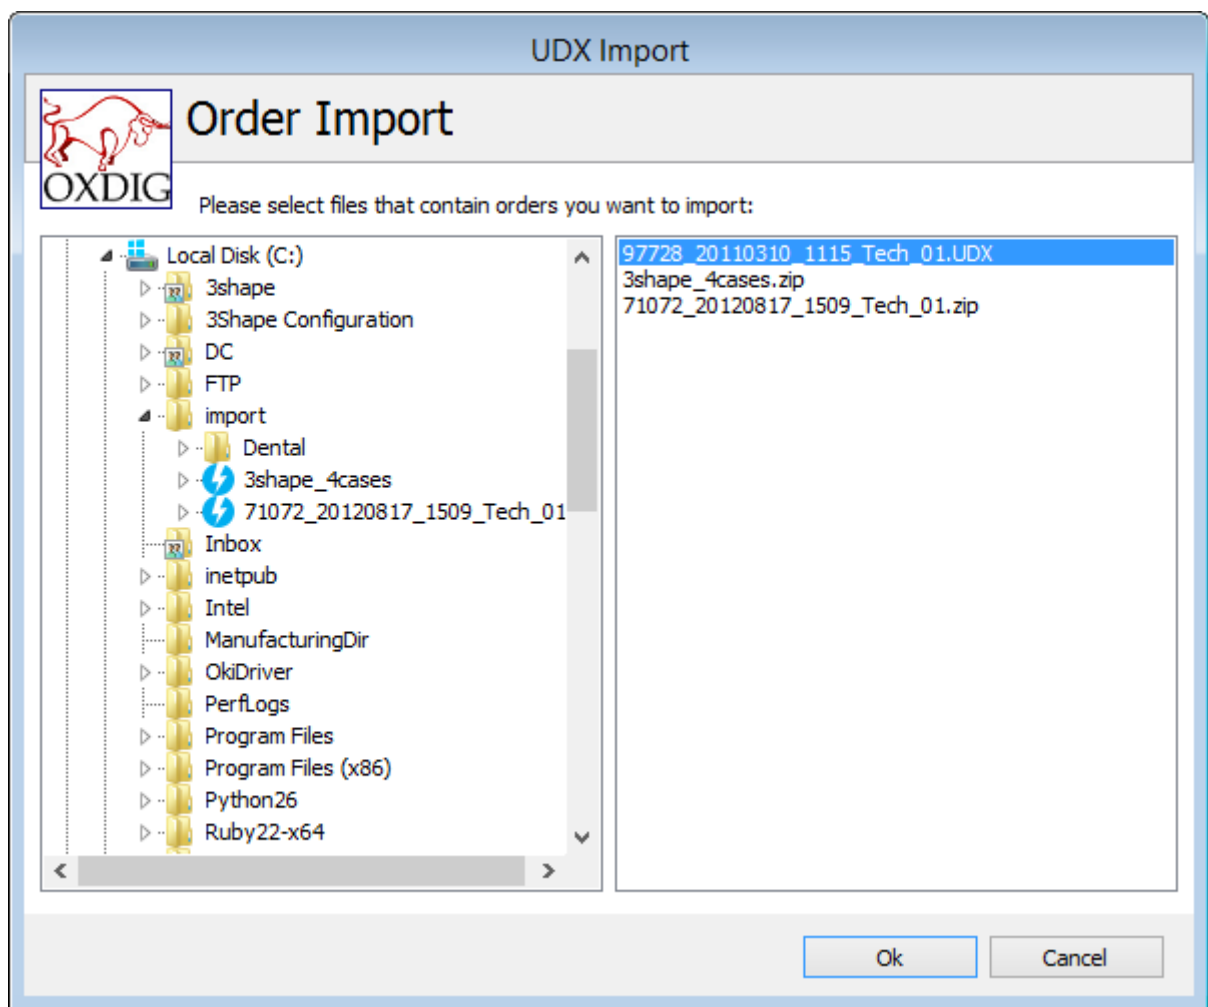 UDX Import
Order Import
OXDIG
Please select files that contain orders you want to import:
Local Disk (C:)
3shape
3Shape Configuration
DC
FTP
import
Dental
3shape_4cases
71072_20120817_1509_Tech_01
Inbox
inetpub
Intel
ManufacturingDir
OkiDriver
PerfLogs
Program Files
Program Files (x86)
Python26
Ruby22-x64
97728_20110310_1115_Tech_01.UDX
3shape_4cases.zip
71072_20120817_1509_Tech_01.zip
Ok
Cancel